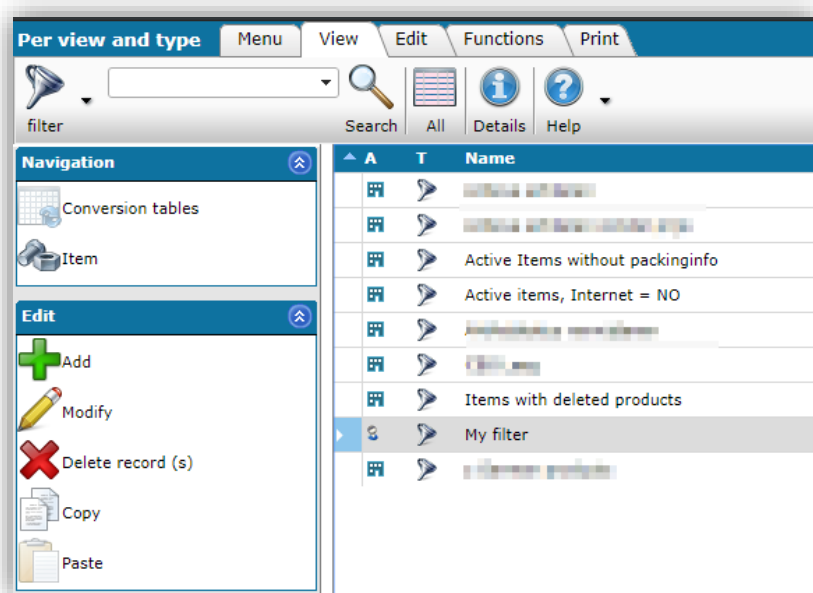 Per view and type Menu View Edit Functions Print
filter Search All Details Help
Navigation
Conversion tables
Item
Edit
Add
Modify
Delete record (s)
Copy
Paste
A T Name
Active Items without packinginfo
Active items, Internet = NO
Items with deleted products
My filter